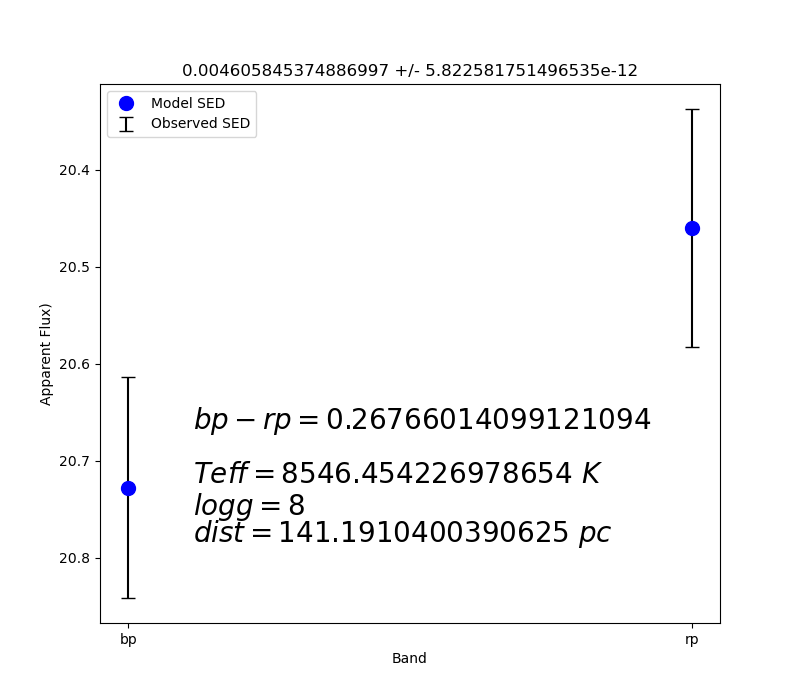 0.004605845374886997 +/- 5.822581751496535e-12
Model SED
Observed SED
20.4
20.5
20.6
20.7
20.8
Apparent Flux)
bp − rp = 0.26766014099121094
Teff = 8546.454226978654 K
logg = 8
dist = 141.1910400390625 pc
bp
rp
Band